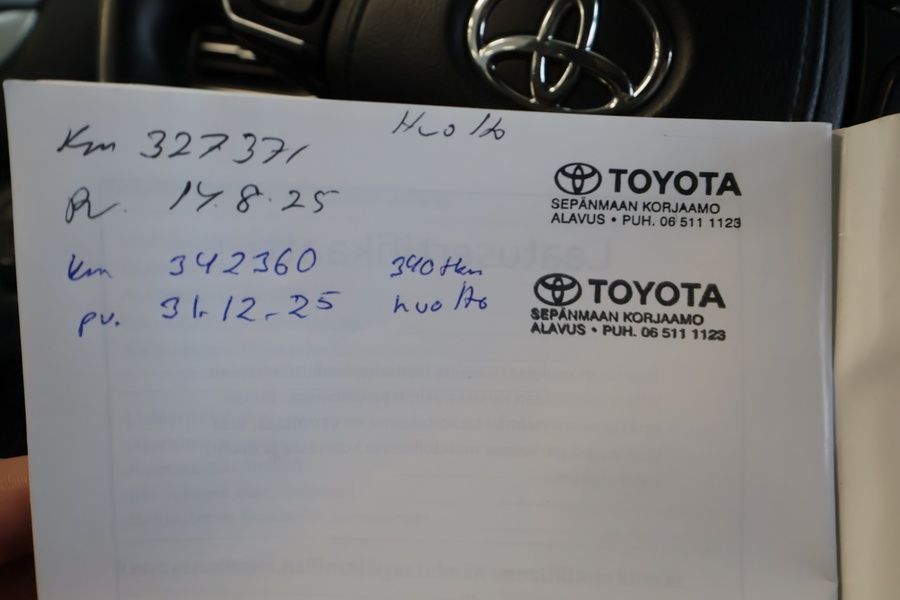 Km 327371 Huolto
Pv. 14.8.25
TOYOTA
SEPÄNMAAN KORJAAMO
ALAVUS • PUH. 06 511 1123
Km 342360 340tkm
pv. 31.12.25 huolto
TOYOTA
SEPÄNMAAN KORJAAMO
ALAVUS • PUH. 06 511 1123